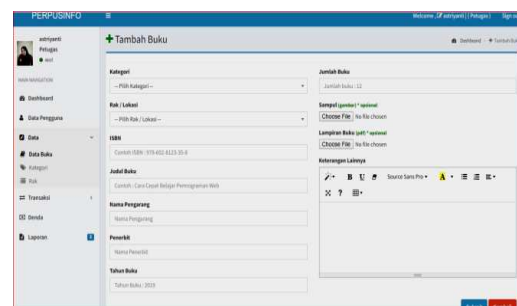 PERPUSINFO
Welcome , astriyanti | ( Petugas )
Sign out
astriyanti
Petugas
MAIN NAVIGATION
Dashboard
Data Pengguna
Data
Data Buku
Kategori
Rak
Transaksi
Denda
Laporan
Tambah Buku
Dashboard
Kategori
-- Pilih Kategori --
Rak / Lokasi
-- Pilih Rak / Lokasi --
ISBN
Contoh ISBN : 978-602-8123-35-8
Judul Buku
Contoh : Cara Cepat Belajar Pemrograman Web
Nama Pengarang
Nama Pengarang
Penerbit
Nama Penerbit
Tahun Buku
Tahun Buku : 2019
Jumlah Buku
Jumlah buku : 12
Sampul (gambar) * opsional
Choose File No file chosen
Lampiran Buku (pdf) * opsional
Choose File No file chosen
Keterangan Lainnya
B U
Source Sans Pro
A
?